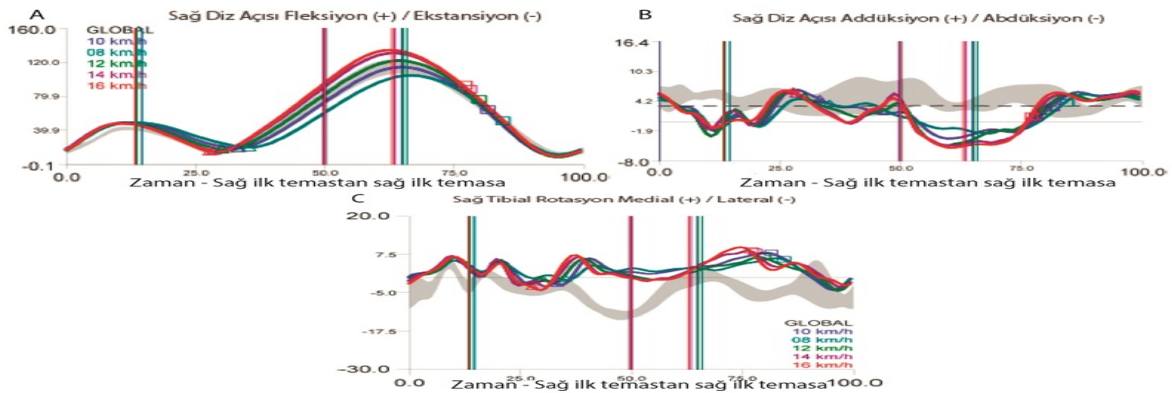 A
Sağ Diz Açısı Fleksiyon (+) / Ekstansiyon (-)
160.0
120.0
79.9
39.9
-0.1
GLOBAL
10 km/h
08 km/h
12 km/h
14 km/h
16 km/h
0.0 25.0 50.0 75.0 100.0
Zaman - Sağ ilk temastan sağ ilk temasa
B
Sağ Diz Açısı Addüksiyon (+) / Abdüksiyon (-)
16.4
10.3
4.2
-1.9
-8.0
0.0 25.0 50.0 75.0 100.0
Zaman - Sağ ilk temastan sağ ilk temasa
C
Sağ Tibial Rotasyon Medial (+) / Lateral (-)
20.0
7.5
-5.0
-17.5
-30.0
GLOBAL
10 km/h
08 km/h
12 km/h
14 km/h
16 km/h
0.0 25.0 50.0 75.0 100.0
Zaman - Sağ ilk temastan sağ ilk temasa